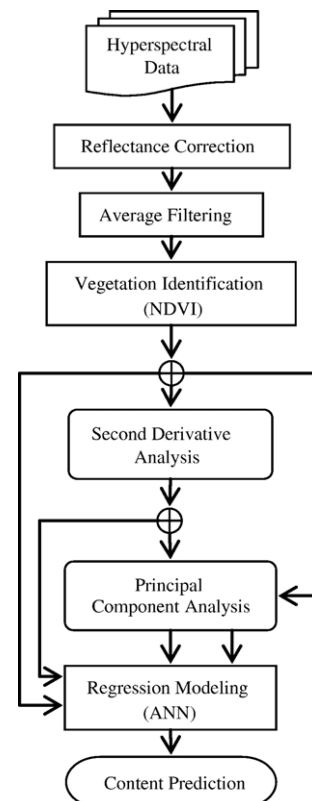 Hyperspectral
Data
Reflectance Correction
Average Filtering
Vegetation Identification
(NDVI)
Second Derivative
Analysis
Principal
Component Analysis
Regression Modeling
(ANN)
Content Prediction